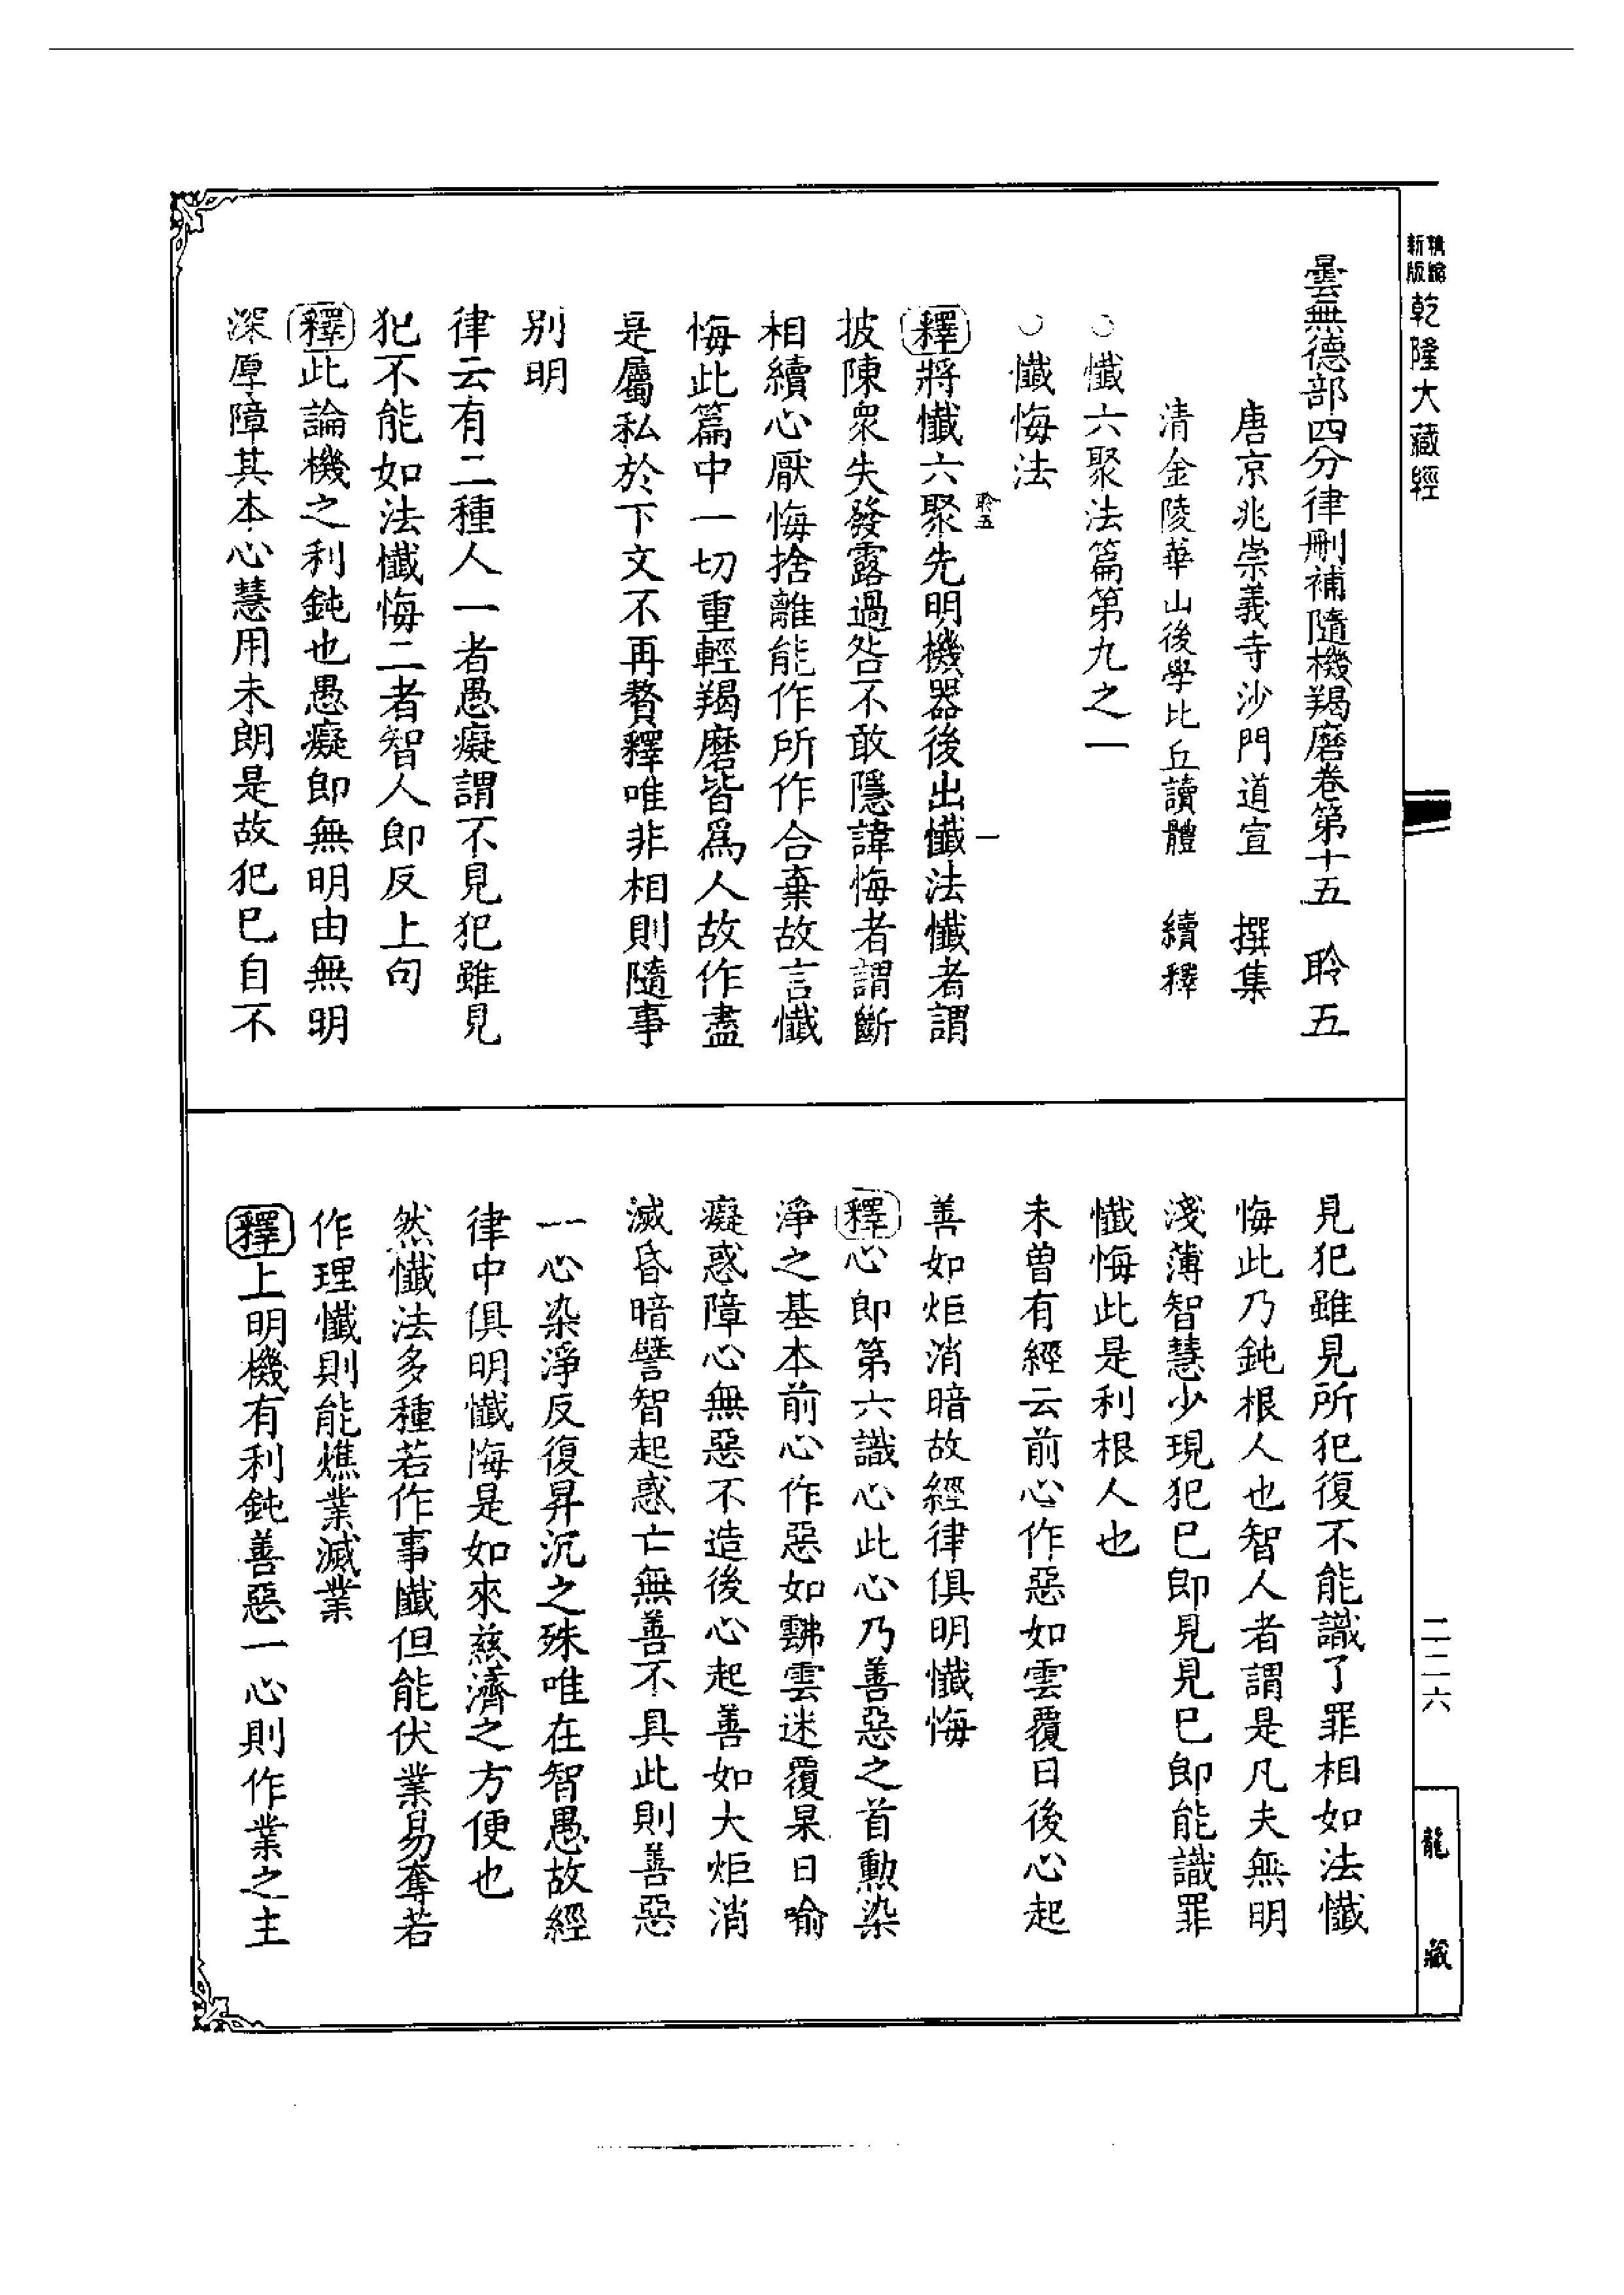 新版精縮乾隆大藏經
曇無德部四分律刪補隨機羯磨卷第十五 聆五
唐京兆崇義寺沙門道宣 撰集
清金陵華山後學比丘讀體 續釋
○懺六聚法篇第九之一
○懺悔法
聆五 一
釋將懺六聚先明機器後出懺法懺者謂
披陳眾失發露過咎不敢隱諱悔者謂斷
相續心厭悔捨離能作所作合棄故言懺
悔此篇中一切重輕羯磨皆爲人故作盡
是屬私於下文不再贅釋唯非相則隨事
別明
律云有二種人一者愚癡謂不見犯雖見
犯不能如法懺悔二者智人即反上句
釋此論機之利鈍也愚癡即無明由無明
深厚障其本心慧用未朗是故犯巳自不
見犯雖見所犯復不能識了罪相如法懺
悔此乃鈍根人也智人者謂是凡夫無明
淺薄智慧少現犯巳即見見巳即能識罪
懺悔此是利根人也
未曾有經云前心作惡如雲覆日後心起
善如炬消暗故經律俱明懺悔
釋心即第六識心此心乃善惡之首勲染
淨之基本前心作惡如靆雲迷覆杲日喻
癡惑障心無惡不造後心起善如大炬消
滅昏暗譬智起惑亡無善不具此則善惡
一心染淨反復昇沉之殊唯在智愚故經
律中俱明懺悔是如來慈濟之方便也
然懺法多種若作事懺但能伏業易奪若
作理懺則能燋業滅業
釋上明機有利鈍善惡一心則作業之主
二二六
龍藏